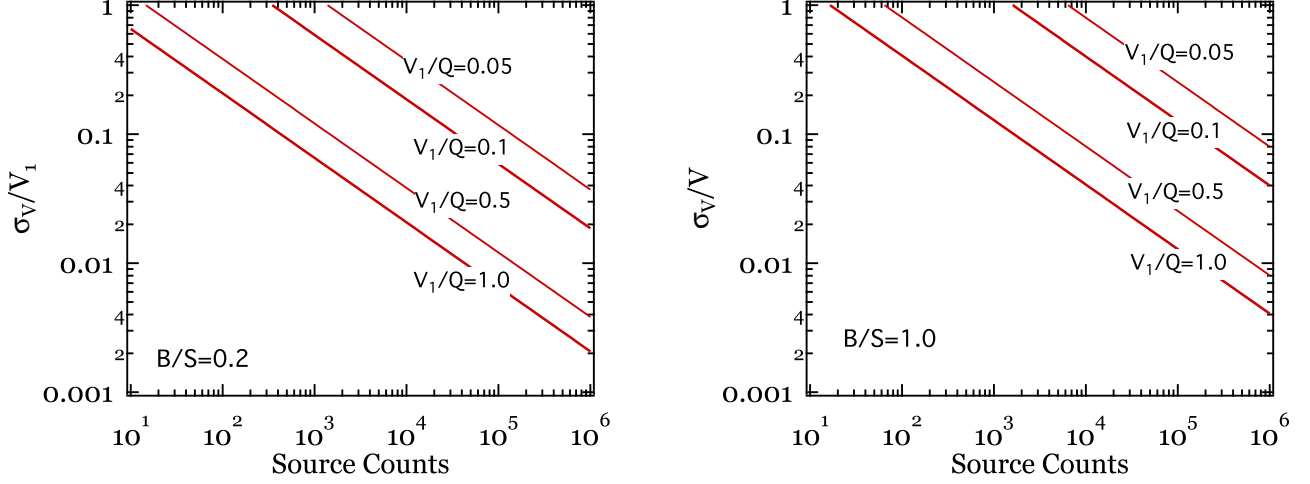 1
4
2
0.1
4
2
0.01
4
2
0.001
σV/V1
V1/Q=0.05
V1/Q=0.1
V1/Q=0.5
V1/Q=1.0
B/S=0.2
10^1 10^2 10^3 10^4 10^5 10^6
Source Counts
1
4
2
0.1
4
2
0.01
4
2
0.001
σV/V
V1/Q=0.05
V1/Q=0.1
V1/Q=0.5
V1/Q=1.0
B/S=1.0
10^1 10^2 10^3 10^4 10^5 10^6
Source Counts